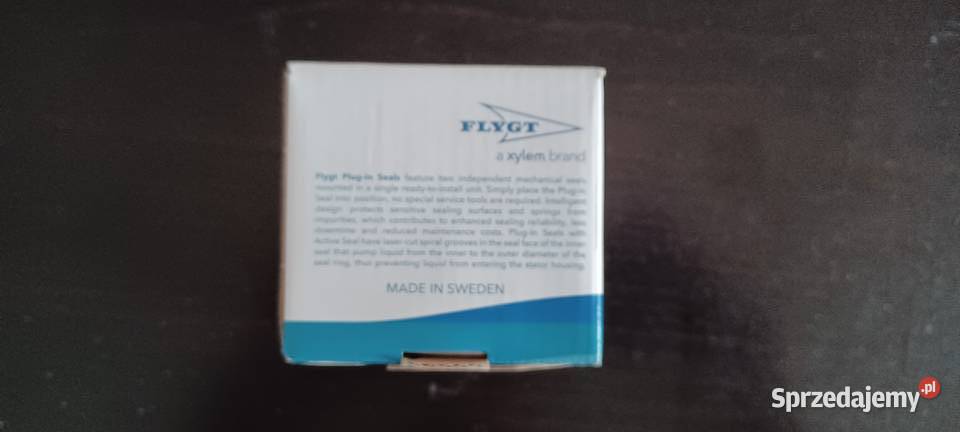 FLYGT
a xylem brand
Flygt Plug-in Seals feature two independent mechanical seals
mounted in a single ready-to-install unit. Simply place the Plug-in
Seal into position, no special service tools are required. Intelligent
design protects sensitive sealing surfaces and springs from
impurities, which contributes to enhanced sealing reliability, less
downtime and reduced maintenance costs. Plug-in Seals with
Active Seal have laser cut spiral grooves in the seal face of the inner
seal that pump liquid from the inner to the outer diameter of the
seal ring, thus preventing liquid from entering the stator housing.
MADE IN SWEDEN
Sprzedajemy.pl